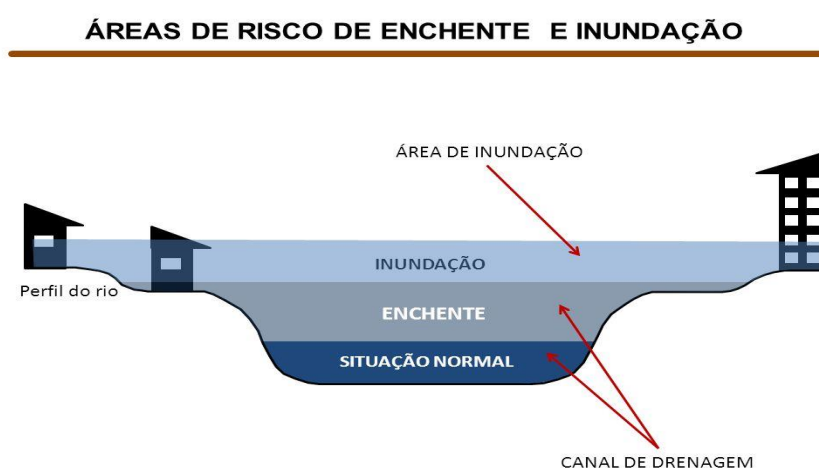 ÁREAS DE RISCO DE ENCHENTE E INUNDAÇÃO
ÁREA DE INUNDAÇÃO
INUNDAÇÃO
Perfil do rio
ENCHENTE
SITUAÇÃO NORMAL
CANAL DE DRENAGEM